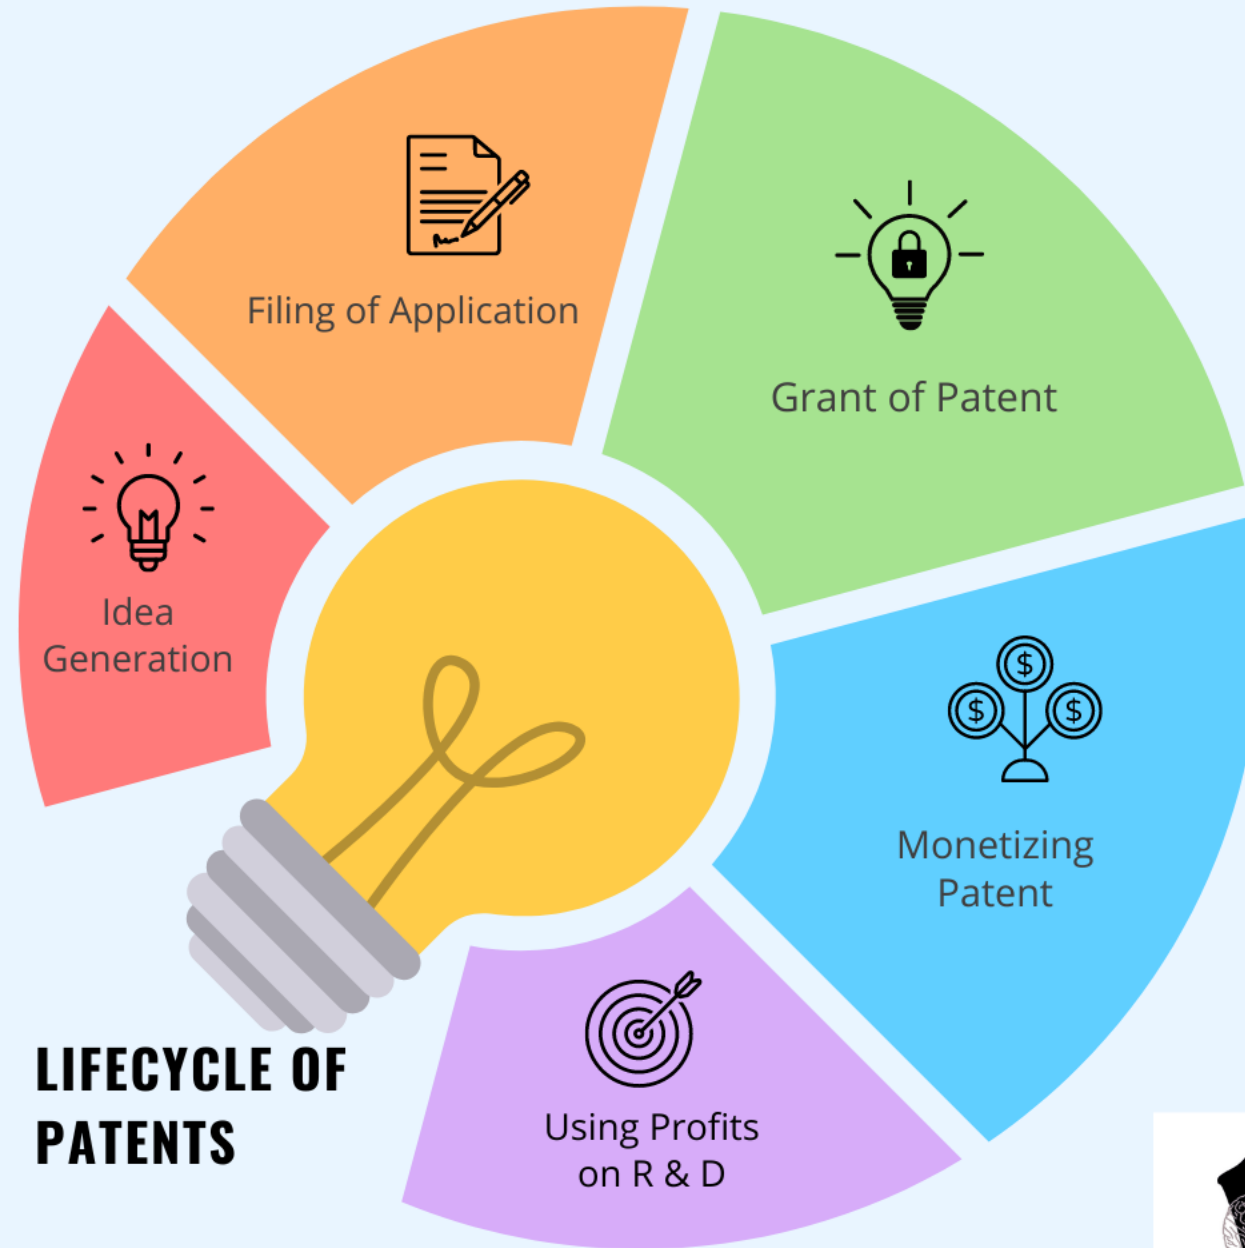 Filing of Application
Grant of Patent
Idea
Generation
$
$
$
Monetizing
Patent
Using Profits
on R & D
LIFECYCLE OF
PATENTS